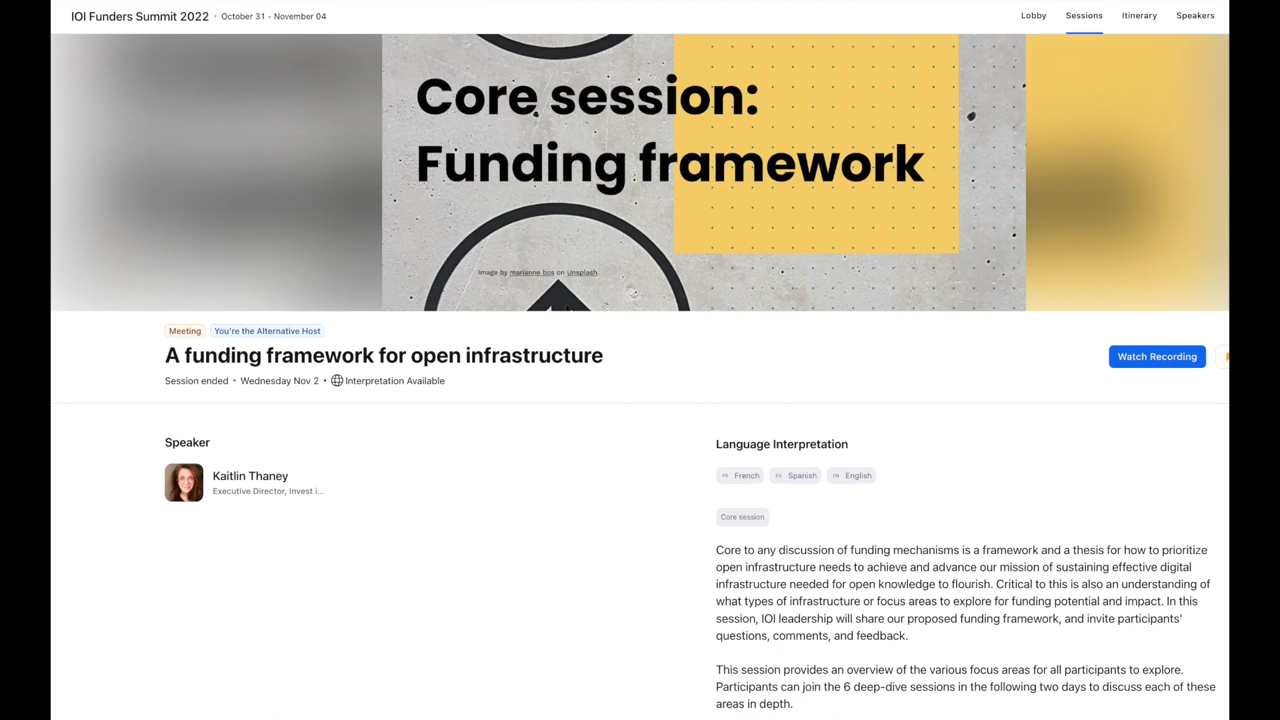 IOI Funders Summit 2022 • October 31 - November 04
Lobby Sessions Itinerary Speakers
Core session:
Funding framework
Image by marianne bos on Unsplash.
Meeting You're the Alternative Host
A funding framework for open infrastructure
Watch Recording
Session ended • Wednesday Nov 2 • Interpretation Available
Speaker
Kaitlin Thaney
Executive Director, Invest i...
Language Interpretation
FR French ES Spanish EN English
Core session
Core to any discussion of funding mechanisms is a framework and a thesis for how to prioritize
open infrastructure needs to achieve and advance our mission of sustaining effective digital
infrastructure needed for open knowledge to flourish. Critical to this is also an understanding of
what types of infrastructure or focus areas to explore for funding potential and impact. In this
session, IOI leadership will share our proposed funding framework, and invite participants'
questions, comments, and feedback.
This session provides an overview of the various focus areas for all participants to explore.
Participants can join the 6 deep-dive sessions in the following two days to discuss each of these
areas in depth.